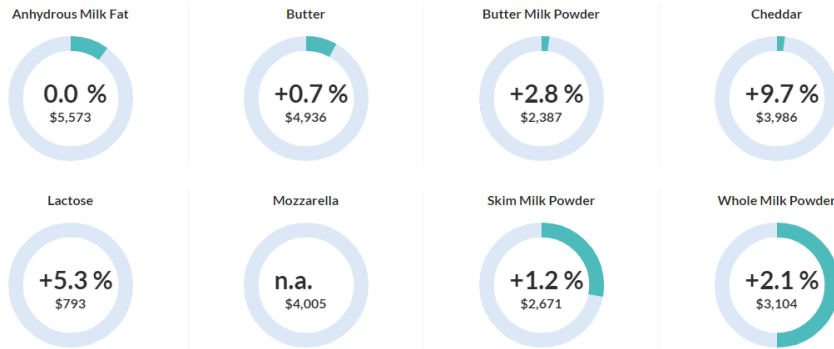 Anhydrous Milk Fat
0.0 %
$5,573
Butter
+0.7 %
$4,936
Butter Milk Powder
+2.8 %
$2,387
Cheddar
+9.7 %
$3,986
Lactose
+5.3 %
$793
Mozzarella
n.a.
$4,005
Skim Milk Powder
+1.2 %
$2,671
Whole Milk Powder
+2.1 %
$3,104